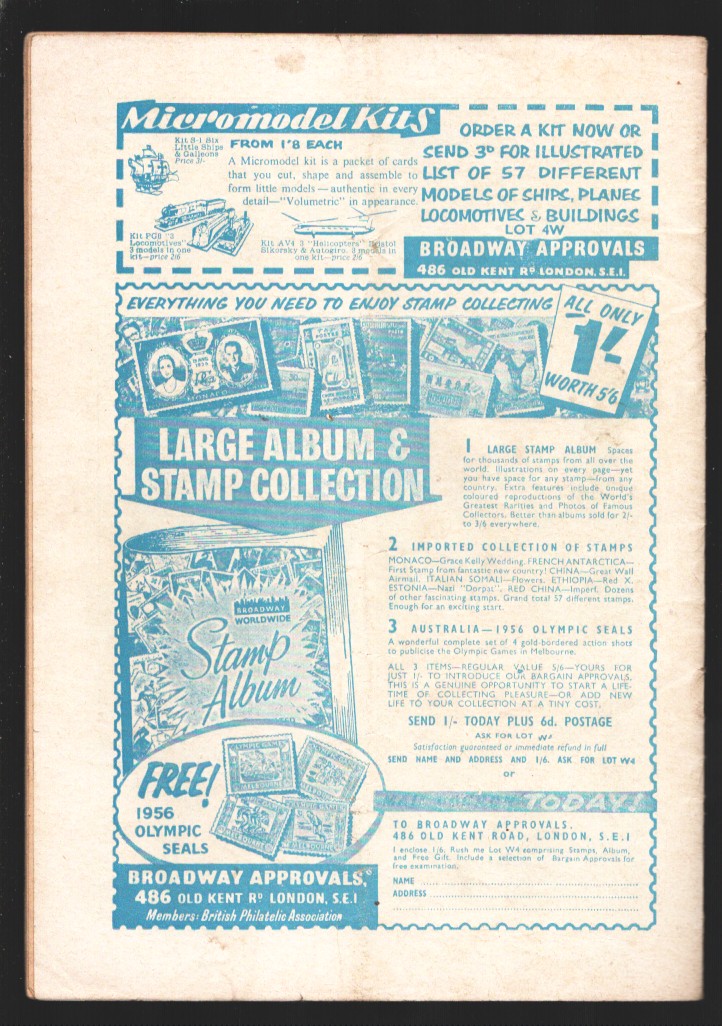 Micromodel Kits
Kit S-1 Six
Little Ships
& Galleons
Price 2/-
FROM 1'8 EACH
A Micromodel kit is a packet of cards
that you cut, shape and assemble to
form little models — authentic in every
detail—"Volumetric" in appearance.
Kit PG8 "3
Locomotives"
3 models in one
kit—price 2/6
Kit AV4 3 "Helicopters" Bristol
Sikorsky & Autogiro. 3 models in
one kit—price 2/6
ORDER A KIT NOW OR
SEND 3D FOR ILLUSTRATED
LIST OF 57 DIFFERENT
MODELS OF SHIPS, PLANES
LOCOMOTIVES & BUILDINGS
LOT 4W
BROADWAY APPROVALS
486 OLD KENT RD LONDON, S.E.1.
EVERYTHING YOU NEED TO ENJOY STAMP COLLECTING
ALL ONLY
1/-
WORTH 5/6
MONACO
POSTES
LARGE ALBUM &
STAMP COLLECTION
1 LARGE STAMP ALBUM Spaces
for thousands of stamps from all over the
world. Illustrations on every page—yet
you have space for any stamp—from any
country. Extra features include unique
coloured reproductions of the World's
Greatest Rarities and Photos of Famous
Collectors. Better than albums sold for 2/-
to 3/6 everywhere.
2 IMPORTED COLLECTION OF STAMPS
MONACO—Grace Kelly Wedding. FRENCH ANTARCTICA—
First Stamp from fantastic new country! CHINA—Great Wall
Airmail. ITALIAN SOMALI—Flowers. ETHIOPIA—Red X.
ESTONIA—Nazi "Dorpat". RED CHINA—Imperf. Dozens
of other fascinating stamps. Grand total 57 different stamps.
Enough for an exciting start.
3 AUSTRALIA—1956 OLYMPIC SEALS
A wonderful complete set of 4 gold-bordered action shots
to publicise the Olympic Games in Melbourne.
ALL 3 ITEMS—REGULAR VALUE 5/6—YOURS FOR
JUST 1/- TO INTRODUCE OUR BARGAIN APPROVALS.
THIS IS A GENUINE OPPORTUNITY TO START A LIFE-
TIME OF COLLECTING PLEASURE—OR ADD NEW
LIFE TO YOUR COLLECTION AT A TINY COST.
SEND 1/- TODAY PLUS 6d. POSTAGE
ASK FOR LOT W4
Satisfaction guaranteed or immediate refund in full
SEND NAME AND ADDRESS AND 1/6. ASK FOR LOT W4
or
BROADWAY
WORLDWIDE
Stamp
Album
FREE!
1956
OLYMPIC
SEALS
OLYMPIC GAMES
MELBOURNE
BROADWAY APPROVALS,
486 OLD KENT RD LONDON, S.E.1
Members: British Philatelic Association
TODAY!
TO BROADWAY APPROVALS,
486 OLD KENT ROAD, LONDON, S.E.1
I enclose 1/6. Rush me Lot W4 comprising Stamps, Album,
and Free Gift. Include a selection of Bargain Approvals for
free examination.
NAME
ADDRESS